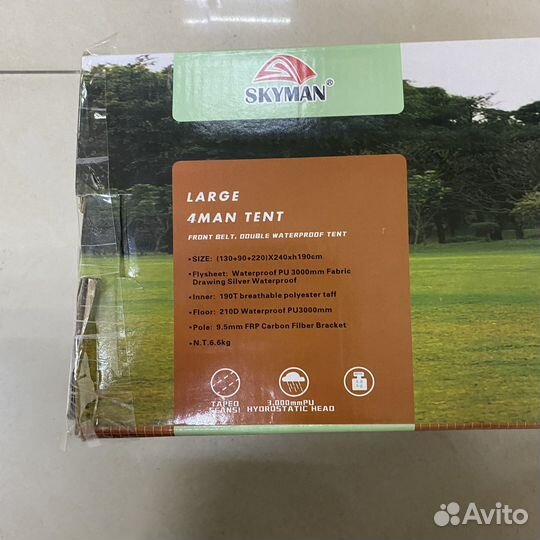 SKYMAN®
LARGE
4MAN TENT
FRONT BELT, DOUBLE WATERPROOF TENT
•SIZE: (130+90+220)X240xh190cm
•Flysheet: Waterproof PU 3000mm Fabric
Drawing Silver Waterproof
•Inner: 190T breathable polyester taff
•Floor: 210D Waterproof PU3000mm
•Pole: 9.5mm FRP Carbon Filber Bracket
•N.T.6.6kg
TAPED
SEANS!
3,000mmPU
HYDROSTATIC HEAD
Avito